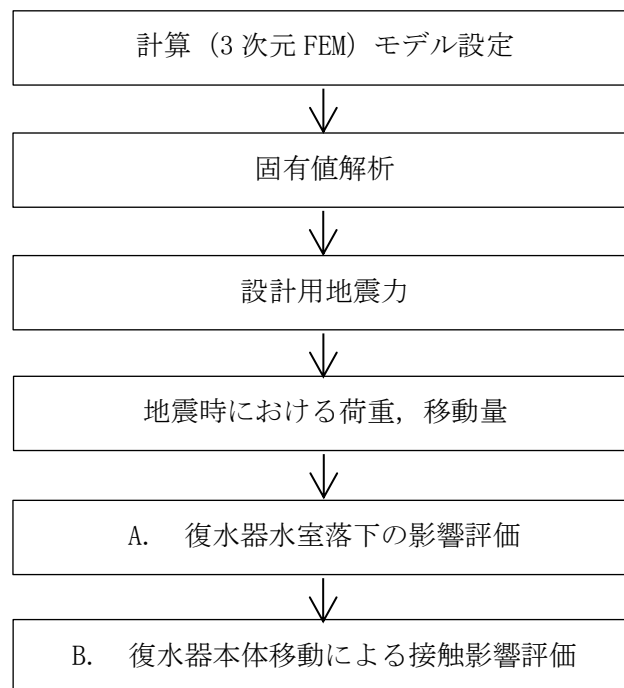 計算（3 次元 FEM）モデル設定
固有値解析
設計用地震力
地震時における荷重，移動量
A.　復水器水室落下の影響評価
B.　復水器本体移動による接触影響評価